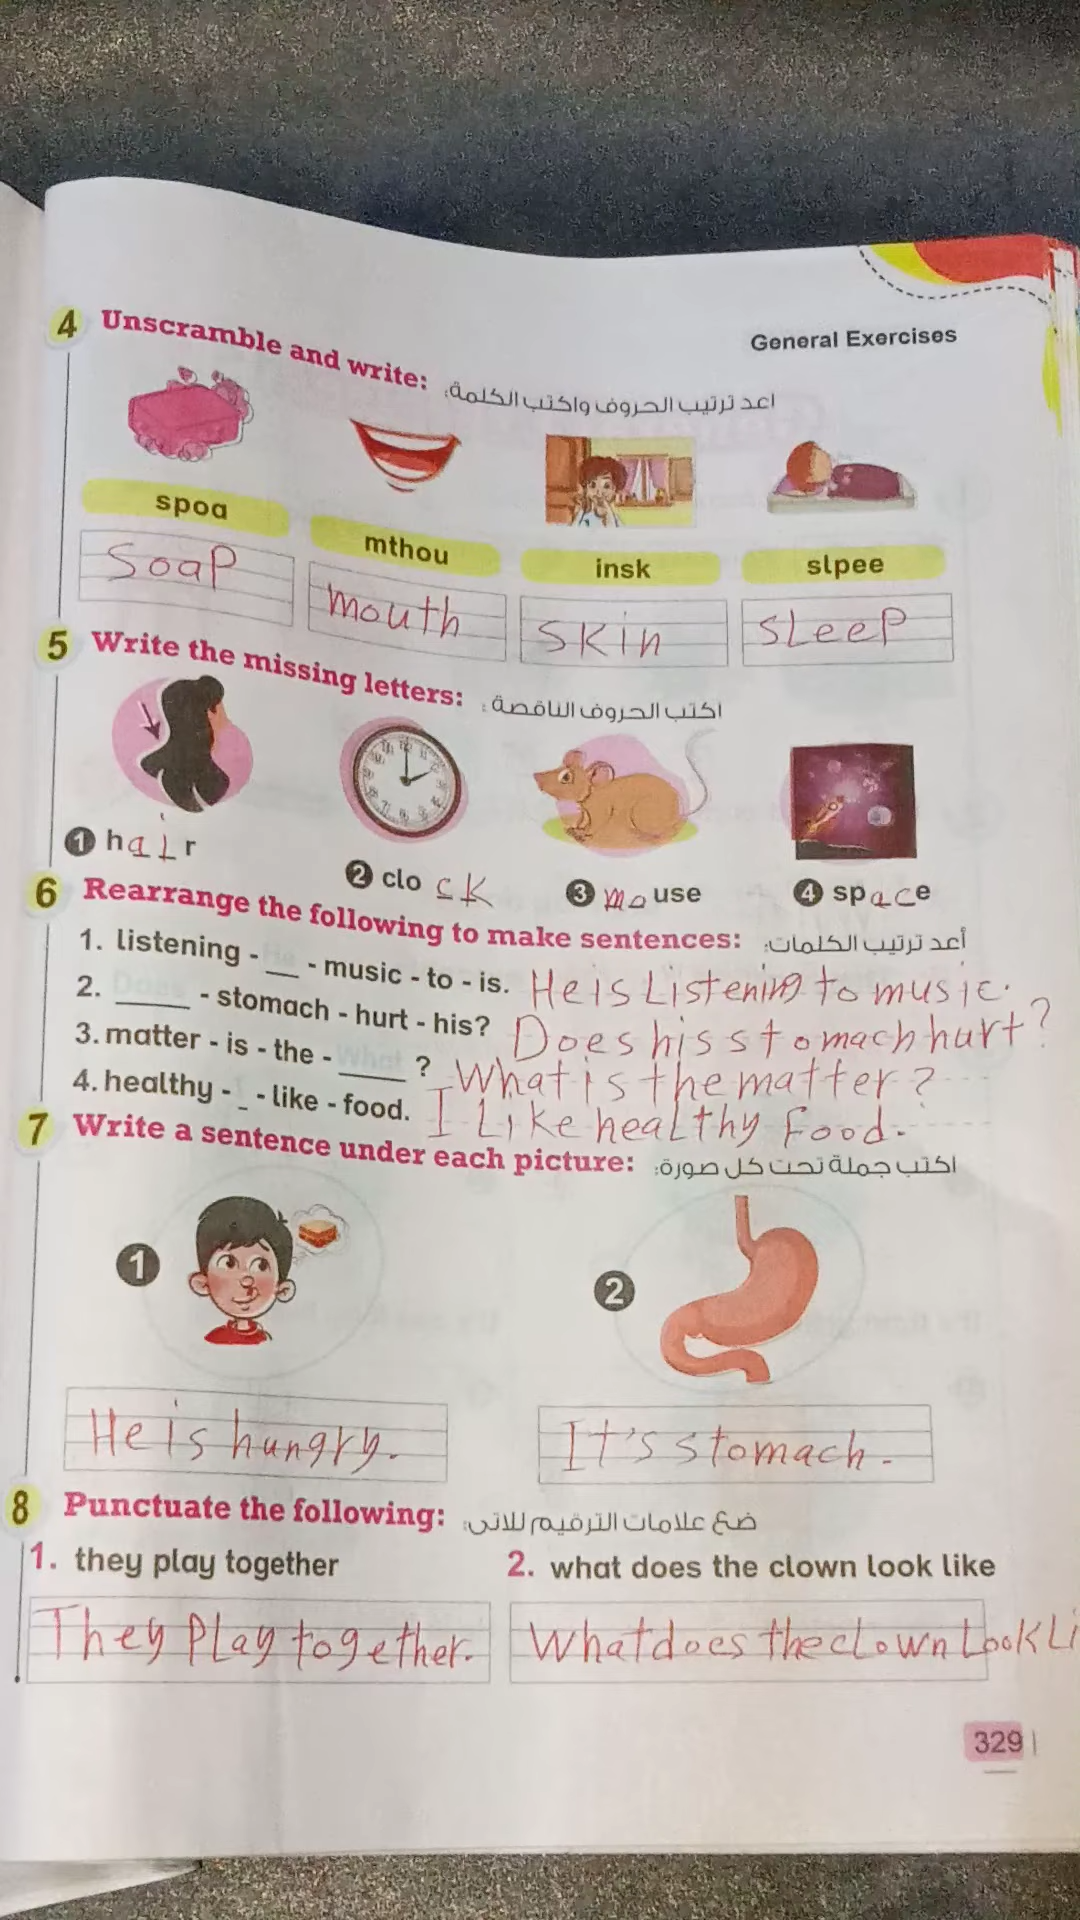 General Exercises
4 Unscramble and write: اعد ترتيب الحروف واكتب الكلمة:
spoa mthou insk slpee
soap mouth skin sleep
5 Write the missing letters: اكتب الحروف الناقصة:
1 hair 2 clock 3 mouse 4 space
6 Rearrange the following to make sentences: أعد ترتيب الكلمات:
1. listening - He - music - to - is. He is Listening to music.
2. Does - stomach - hurt - his? Does his stomach hurt?
3. matter - is - the - What ? What is the matter?
4. healthy - I - like - food. I Like healthy food.
7 Write a sentence under each picture: اكتب جملة تحت كل صورة:
1 2
He is hungry. It's stomach.
8 Punctuate the following: ضع علامات الترقيم للاتى:
1. they play together 2. what does the clown look like
They play together. What does the clown Look Li
329